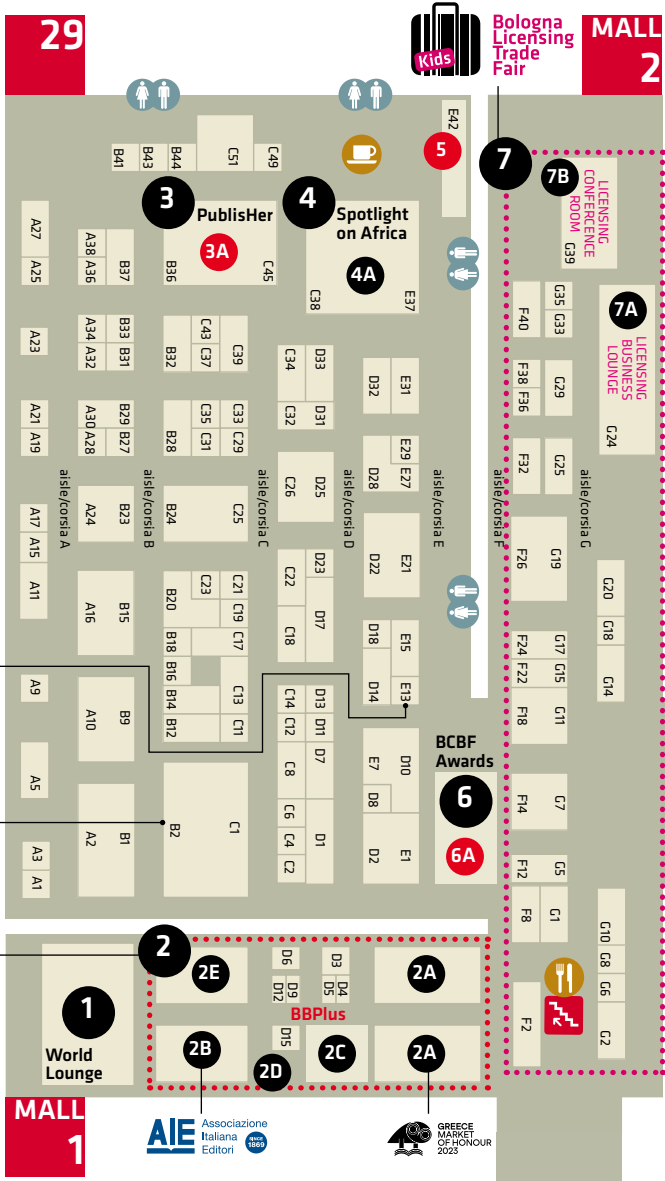 29
Kids
Bologna
Licensing
Trade
Fair
MALL
2
E42
5
7
B41
B43
B44
C51
C49
7B
LICENSING
CONFERCENCE
ROOM
G39
3
PublisHer
3A
B36
C45
4
Spotlight
on Africa
4A
C38
E37
A27
A25
A38
A36
B37
7A
LICENSING
BUSINESS
LOUNGE
G24
F40
G35
G33
A23
A34
A32
B33
B31
B32
C43
C37
C39
C34
D33
C32
D31
D32
E31
F38
F36
G29
A21
A19
A30
A28
B29
B27
B28
C35
C31
C33
C29
C26
D25
D28
E29
E27
F32
G25
aisle/corsia A
aisle/corsia B
aisle/corsia C
aisle/corsia D
aisle/corsia E
aisle/corsia F
aisle/corsia G
A17
A15
A11
A24
B23
B24
C25
D22
E21
F26
G19
A16
B15
B20
C23
C21
C19
C22
D23
D17
C18
G20
G18
G14
B18
C17
B16
B14
B12
C13
C11
D18
D14
E15
E13
F24
F22
F18
G17
G15
G11
A9
A5
A10
B9
C14
C12
C8
D13
D11
D7
E7
D10
D8
BCBF
Awards
6
6A
F14
G7
A3
A1
A2
B1
B2
C1
C6
C4
C2
D1
D2
E1
F12
G5
F8
G1
G10
G8
G6
G2
F2
2
1
World
Lounge
2E
D6
D12
D9
D3
D5
D4
2A
BBPlus
2B
D15
2D
2C
2A
MALL
1
AIE
Associazione
Italiana
Editori
SINCE
1869
GREECE
MARKET
OF HONOUR
2023